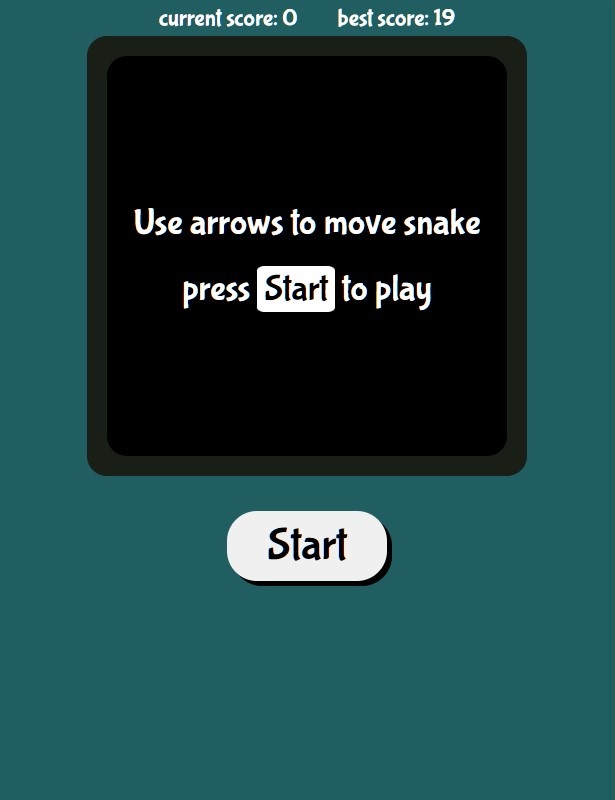 current score: 0 best score: 19
Use arrows to move snake
press Start to play
Start